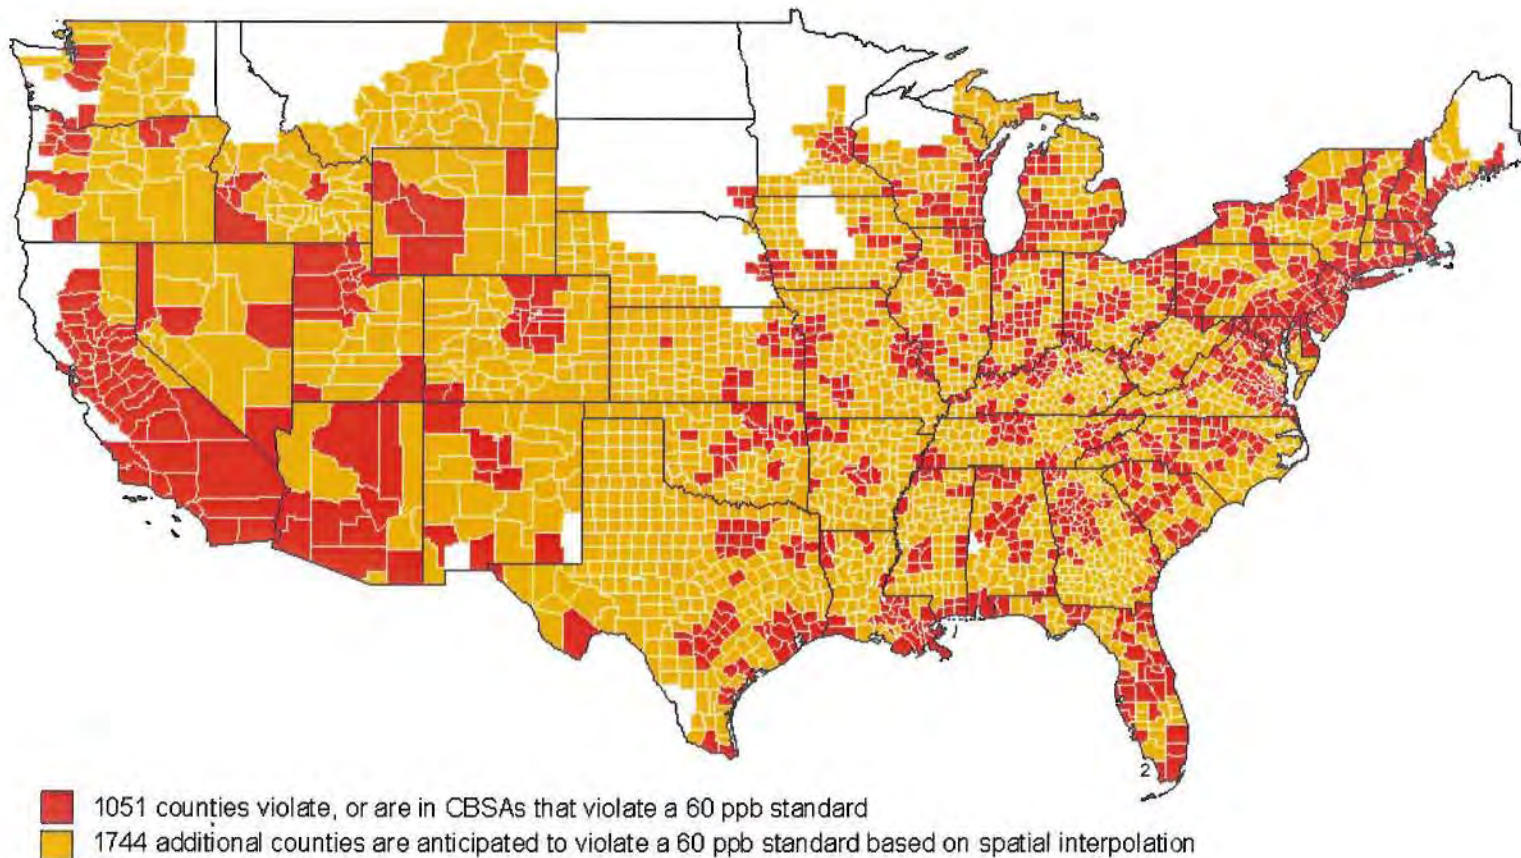 2
1051 counties violate, or are in CBSAs that violate a 60 ppb standard
1744 additional counties are anticipated to violate a 60 ppb standard based on spatial interpolation